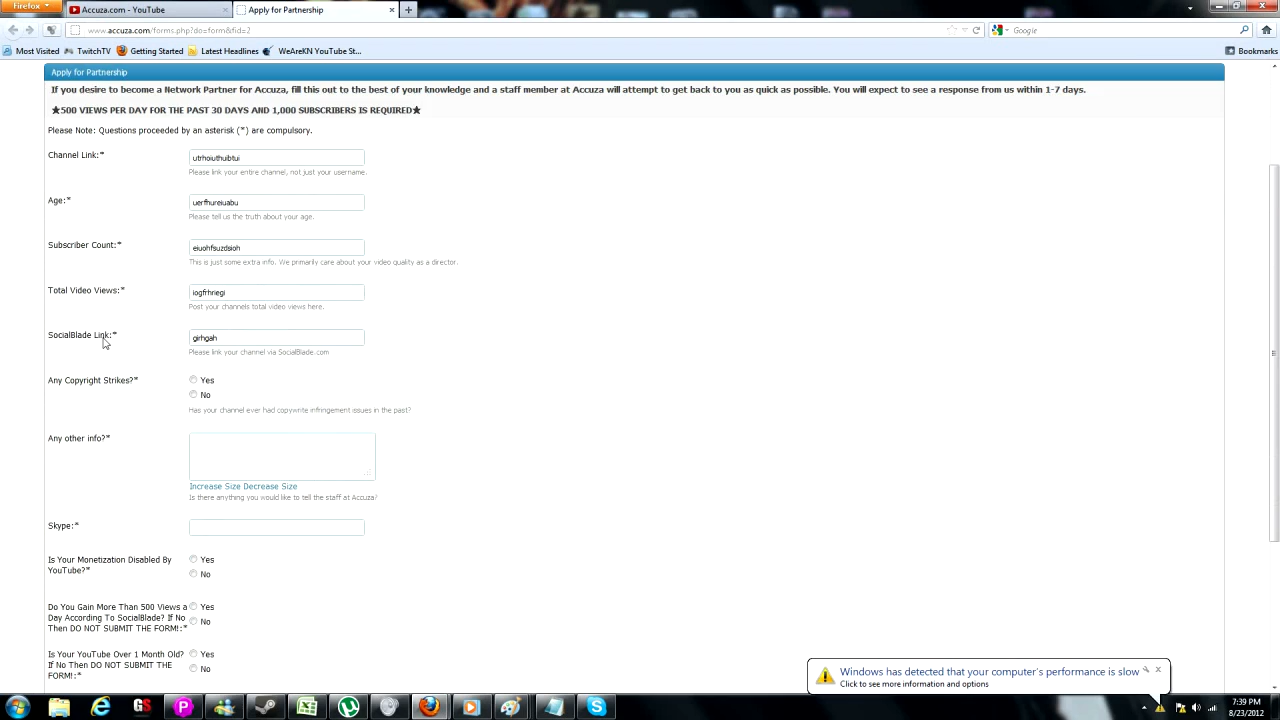 Firefox
Accuza.com - YouTube
Apply for Partnership
www.accuza.com/forms.php?do=form&fid=2
Google
Most Visited
TwitchTV
Getting Started
Latest Headlines
WeAreKN YouTube St...
Bookmarks
Apply for Partnership
If you desire to become a Network Partner for Accuza, fill this out to the best of your knowledge and a staff member at Accuza will attempt to get back to you as quick as possible. You will expect to see a response from us within 1-7 days.
★500 VIEWS PER DAY FOR THE PAST 30 DAYS AND 1,000 SUBSCRIBERS IS REQUIRED★
Please Note: Questions proceeded by an asterisk (*) are compulsory.
Channel Link:*
utrhoiuthuibtui
Please link your entire channel, not just your username.
Age:*
uerfhureiuabu
Please tell us the truth about your age.
Subscriber Count:*
eiuohfsuzdsioh
This is just some extra info. We primarily care about your video quality as a director.
Total Video Views:*
iogfrhriegi
Post your channels total video views here.
SocialBlade Link:*
girhgah
Please link your channel via SocialBlade.com
Any Copyright Strikes?*
Yes
No
Has your channel ever had copywrite infringement issues in the past?
Any other info?*
Increase Size Decrease Size
Is there anything you would like to tell the staff at Accuza?
Skype:*
Is Your Monetization Disabled By
YouTube?*
Yes
No
Do You Gain More Than 500 Views a
Day According To SocialBlade? If No
Then DO NOT SUBMIT THE FORM!:*
Yes
No
Is Your YouTube Over 1 Month Old?
If No Then DO NOT SUBMIT THE
FORM!:*
Yes
No
Windows has detected that your computer's performance is slow
Click to see more information and options
7:39 PM
8/23/2012